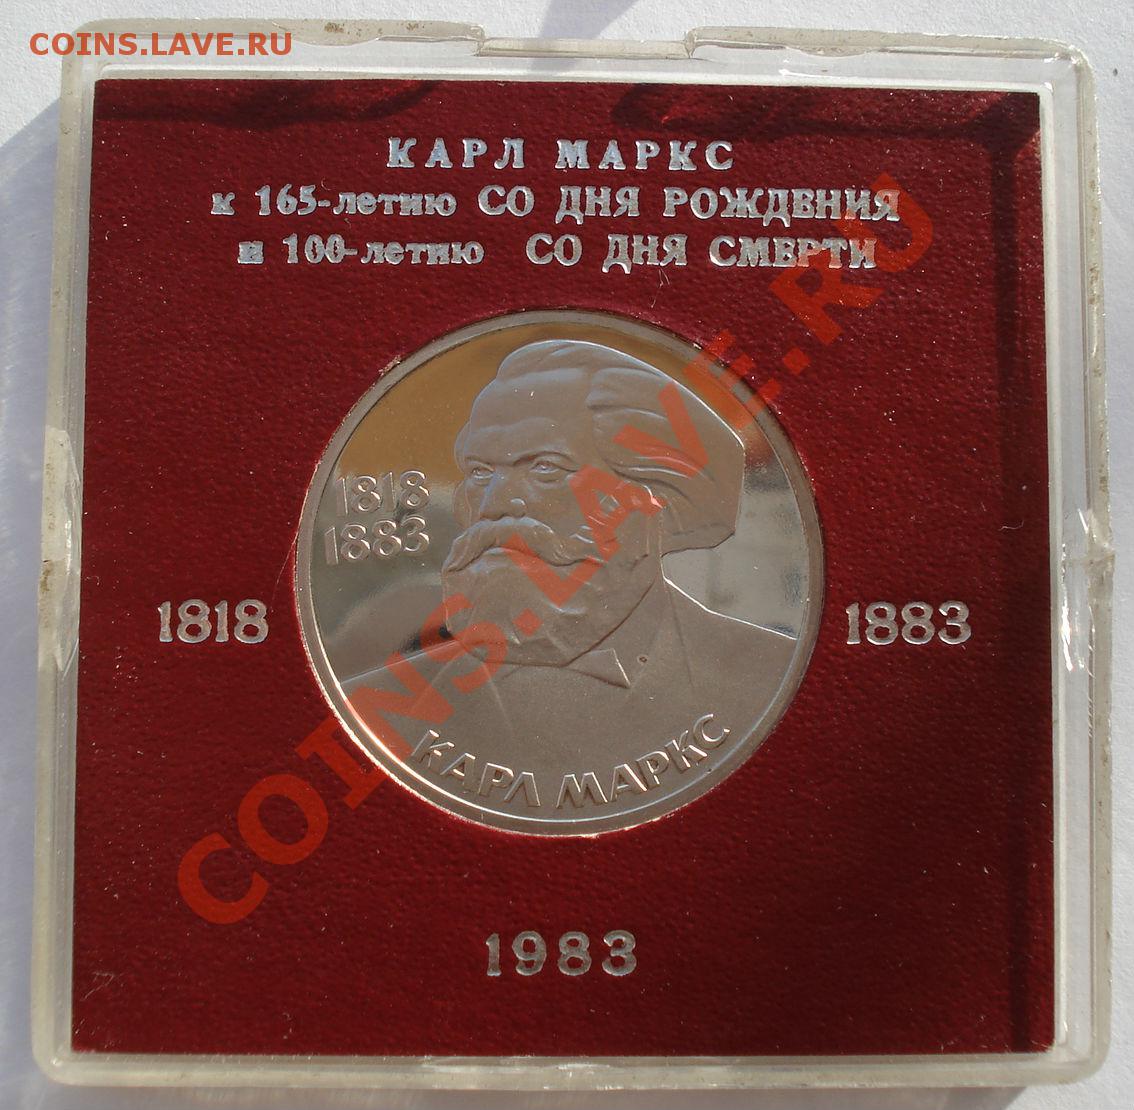 COINS.LAVE.RU
КАРЛ МАРКС
к 165-летию СО ДНЯ РОЖДЕНИЯ
и 100-летию СО ДНЯ СМЕРТИ
1818
1883
КАРЛ МАРКС
1818
1883
1983
COINS.LAVE.RU